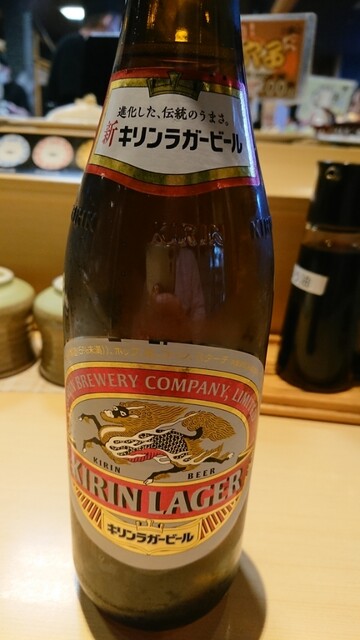 進化した、伝統のうまさ。
新キリンラガービール
BREWERY COMPANY, LIMITED
KIRIN BEER
KIRIN LAGER
キリンラガービール